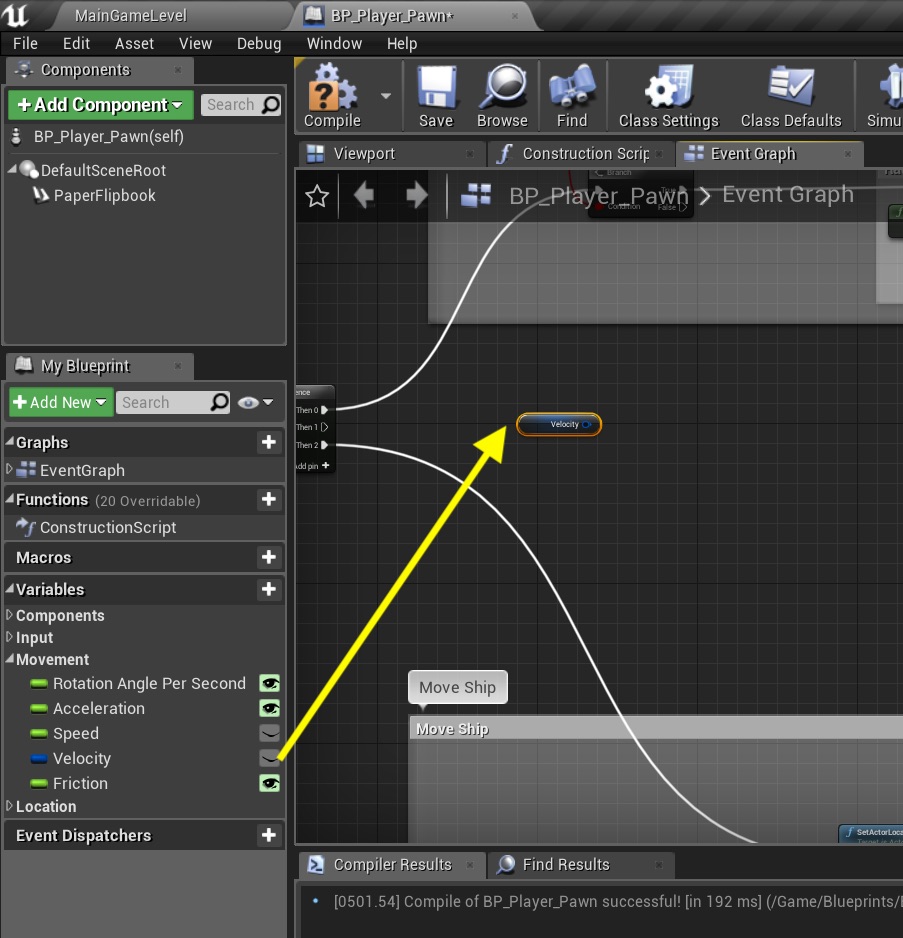 MainGameLevel
BP_Player_Pawn*
File Edit Asset View Debug Window Help
Components
+Add Component
Search
BP_Player_Pawn(self)
DefaultSceneRoot
PaperFlipbook
Compile
Save
Browse
Find
Class Settings
Class Defaults
Simu
Viewport
Construction Scrip
Event Graph
Branch
True
Condition
False
BP_Player_Pawn > Event Graph
ence
Then 0
Then 1
Then 2
Add pin +
Velocity
Move Ship
Move Ship
SetActorLoca
Target is Act
My Blueprint
+Add New
Search
Graphs
EventGraph
Functions (20 Overridable)
ConstructionScript
Macros
Variables
Components
Input
Movement
Rotation Angle Per Second
Acceleration
Speed
Velocity
Friction
Location
Event Dispatchers
Compiler Results
Find Results
[0501.54] Compile of BP_Player_Pawn successful! [in 192 ms] (/Game/Blueprints/